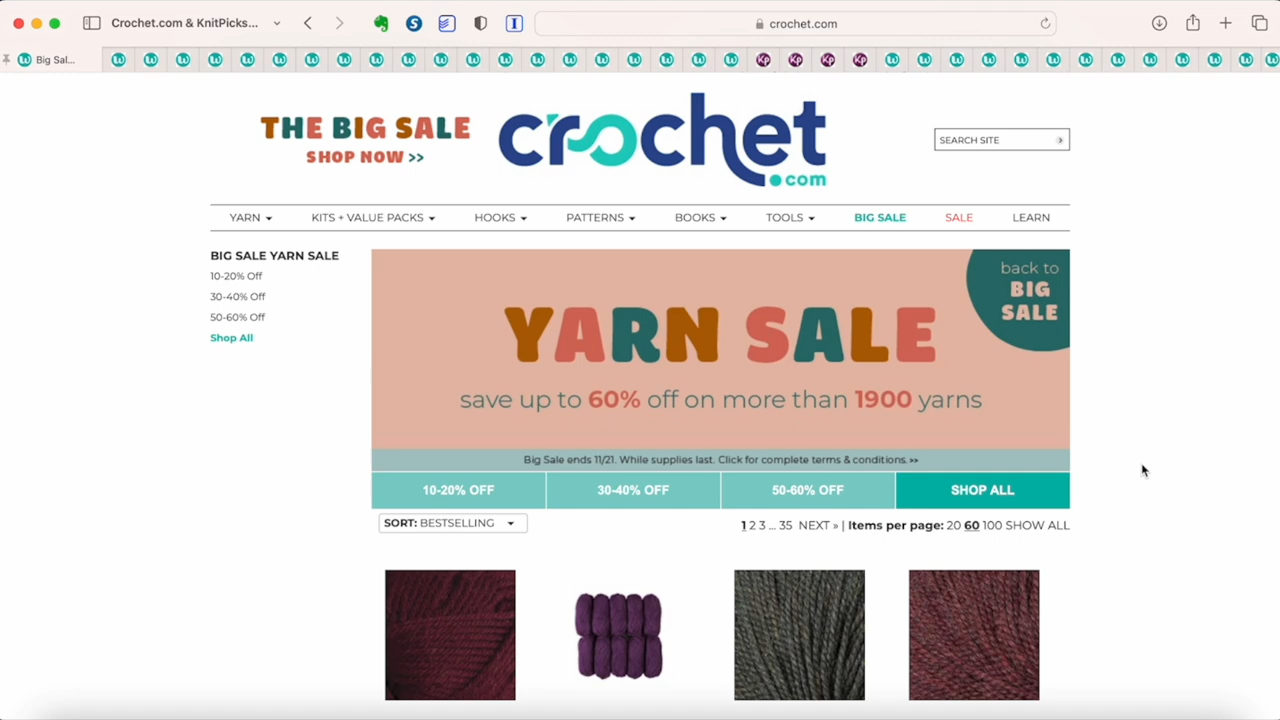 Crochet.com & KnitPicks...
crochet.com
Big Sal...
THE BIG SALE
SHOP NOW >>
crochet.com
SEARCH SITE
YARN KITS + VALUE PACKS HOOKS PATTERNS BOOKS TOOLS BIG SALE SALE LEARN
BIG SALE YARN SALE
10-20% Off
30-40% Off
50-60% Off
Shop All
back to
BIG
SALE
YARN SALE
save up to 60% off on more than 1900 yarns
Big Sale ends 11/21. While supplies last. Click for complete terms & conditions. >>
10-20% OFF 30-40% OFF 50-60% OFF SHOP ALL
SORT: BESTSELLING
1 2 3 ... 35 NEXT » | Items per page: 20 60 100 SHOW ALL